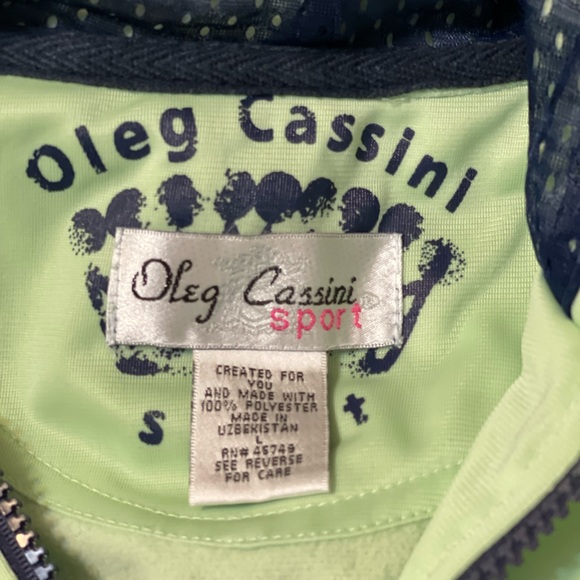 Oleg Cassini
Oleg Cassini
sport
CREATED FOR
YOU
AND MADE WITH
100% POLYESTER
MADE IN
UZBEKISTAN
L
RN# 45749
SEE REVERSE
FOR CARE